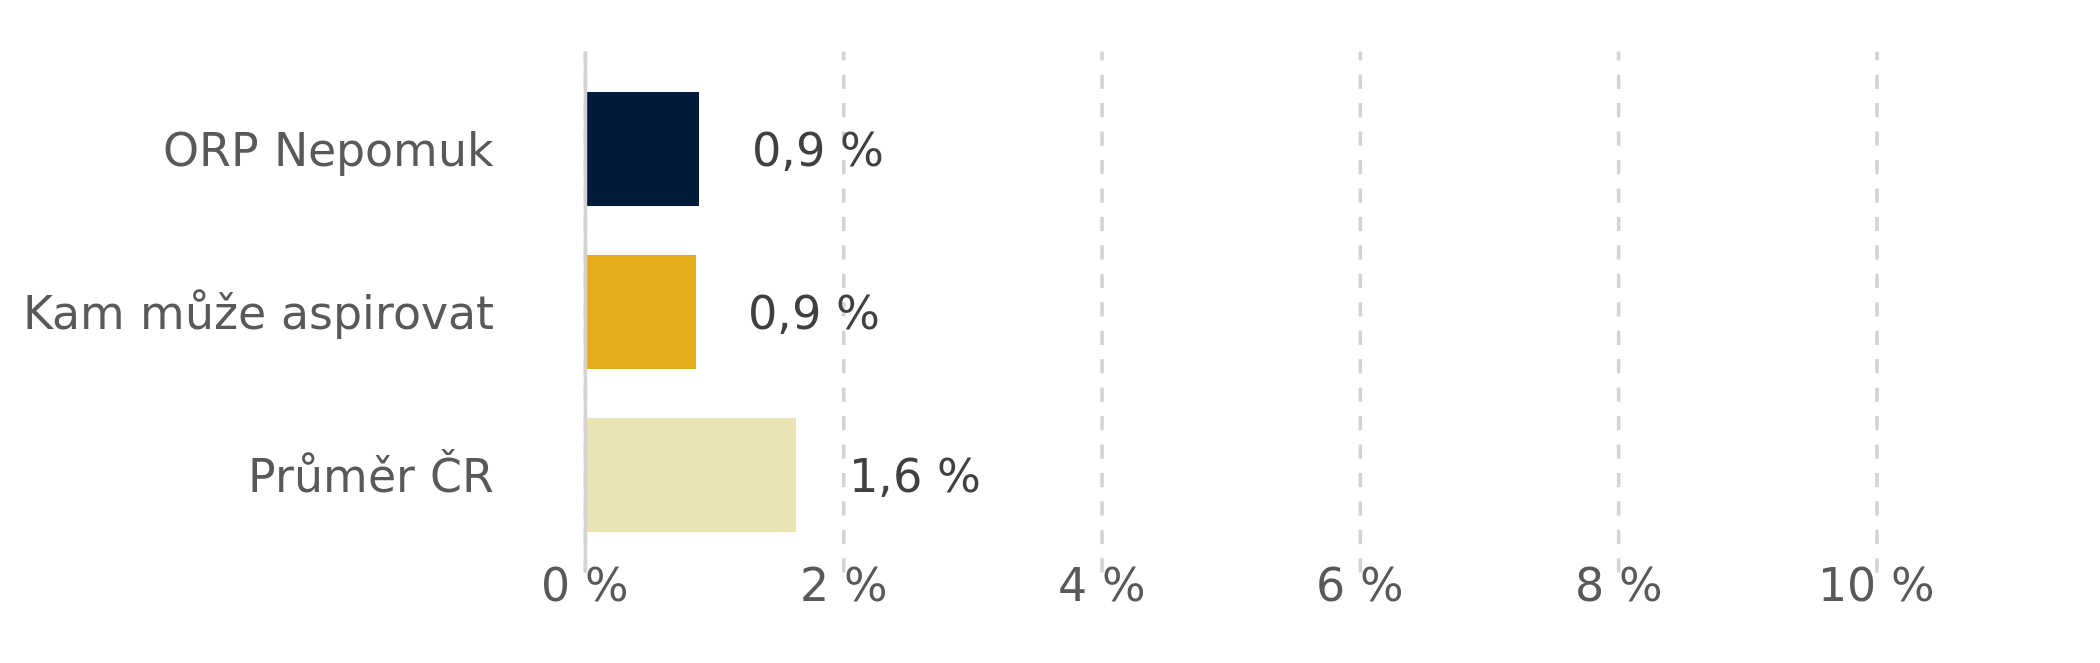 ORP Nepomuk 0,9 %
Kam může aspirovat 0,9 %
Průměr ČR 1,6 %
0 % 2 % 4 % 6 % 8 % 10 %